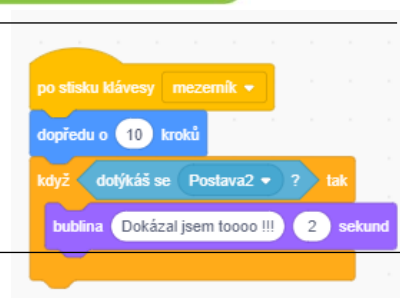 po stisku klávesy mezerník
dopředu o 10 kroků
když dotýkáš se Postava2 ? tak
bublina Dokázal jsem toooo !!! 2 sekund